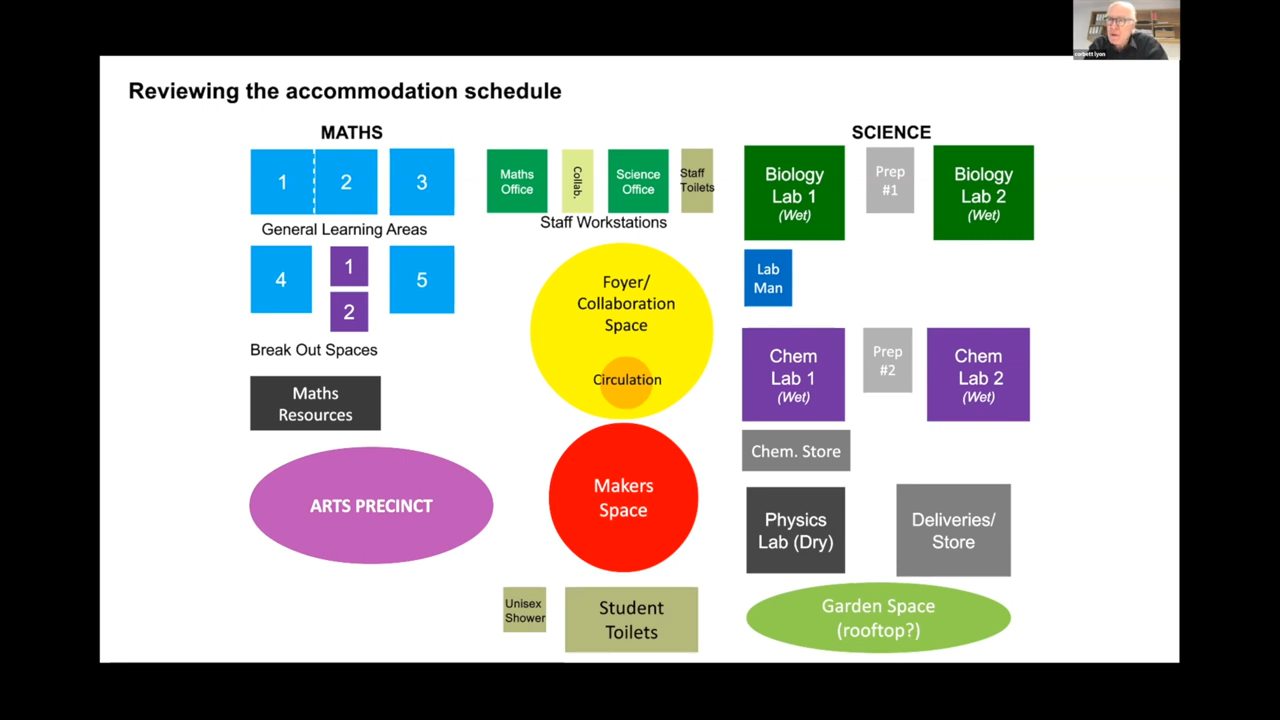 corbett lyon
Reviewing the accommodation schedule
MATHS
SCIENCE
1
2
3
General Learning Areas
4
1
2
5
Break Out Spaces
Maths
Resources
ARTS PRECINCT
Maths
Office
Collab.
Science
Office
Staff
Toilets
Staff Workstations
Foyer/
Collaboration
Space
Circulation
Makers
Space
Unisex
Shower
Student
Toilets
Biology
Lab 1
(Wet)
Prep
#1
Biology
Lab 2
(Wet)
Lab
Man
Chem
Lab 1
(Wet)
Prep
#2
Chem
Lab 2
(Wet)
Chem. Store
Physics
Lab (Dry)
Deliveries/
Store
Garden Space
(rooftop?)